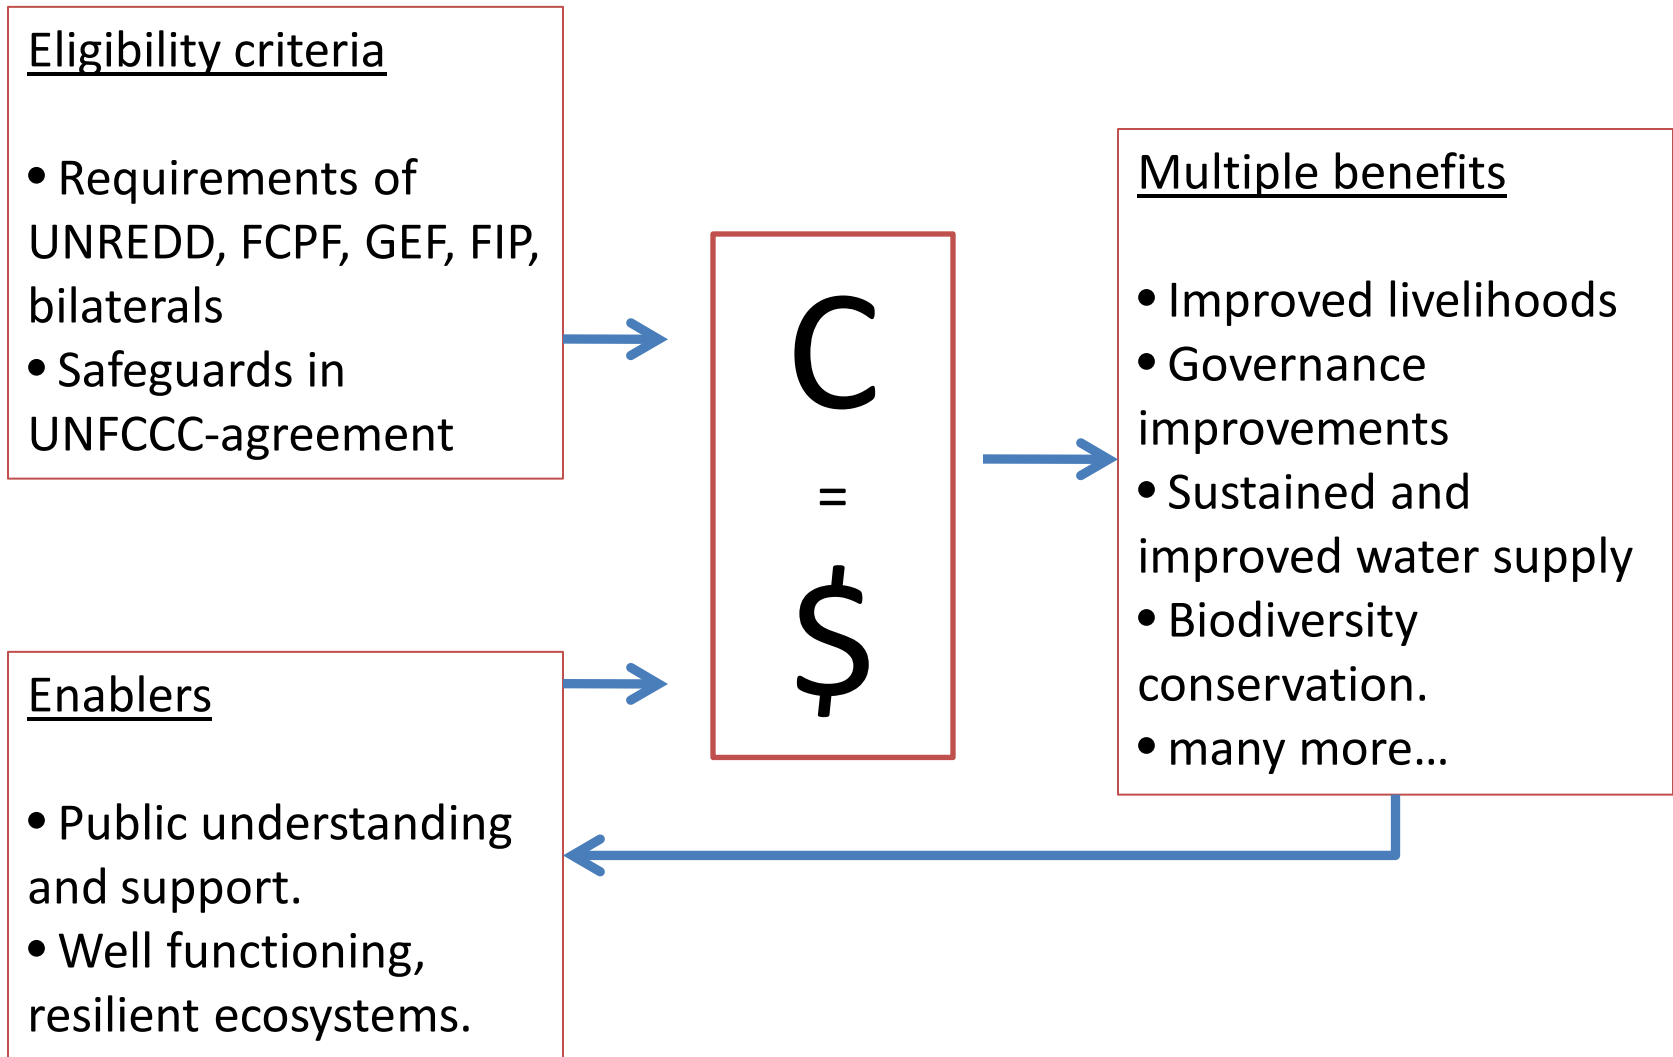 Eligibility criteria
• Requirements of
UNREDD, FCPF, GEF, FIP,
bilaterals
• Safeguards in
UNFCCC-agreement
C
=
$
Multiple benefits
• Improved livelihoods
• Governance
improvements
• Sustained and
improved water supply
• Biodiversity
conservation.
• many more…
Enablers
• Public understanding
and support.
• Well functioning,
resilient ecosystems.